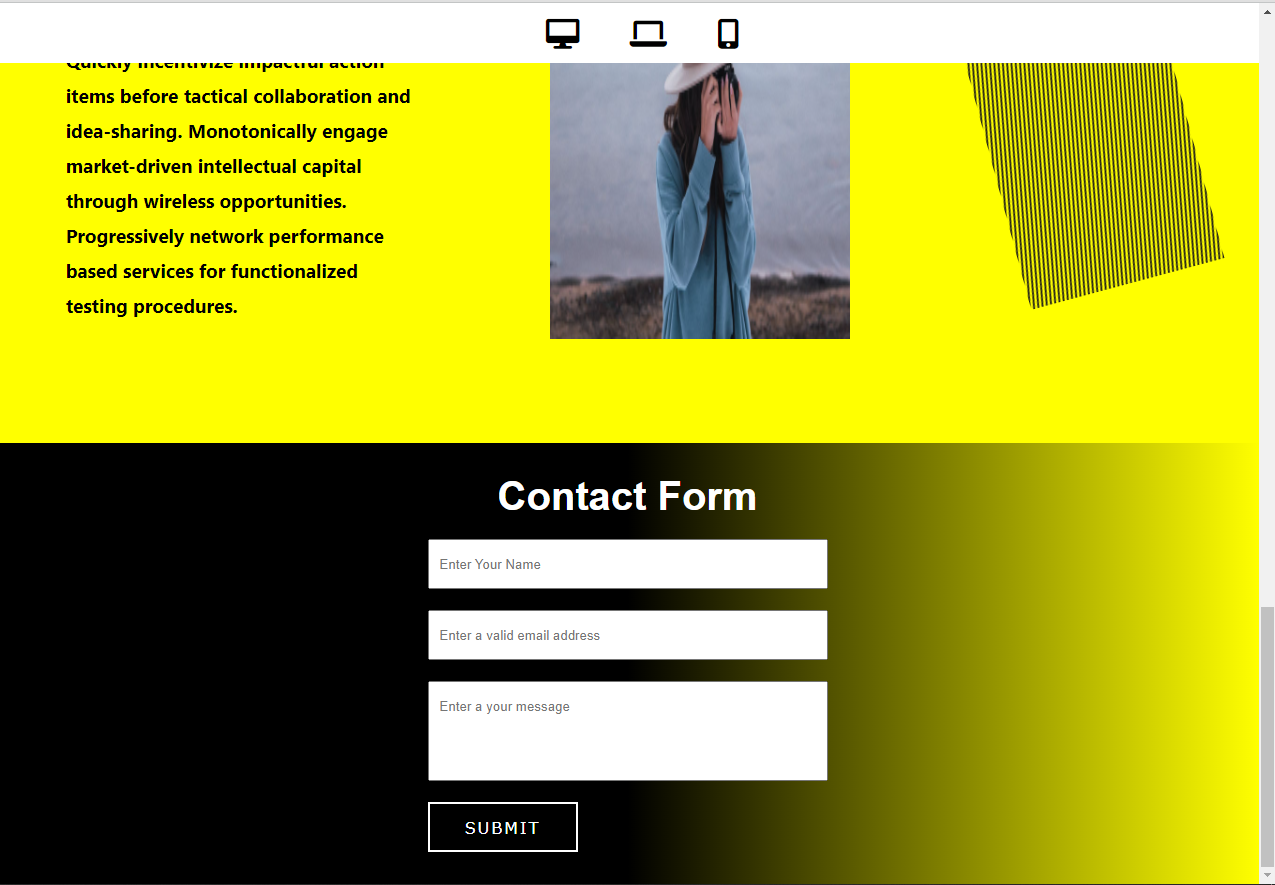 Quickly incentivize impactful action
items before tactical collaboration and
idea-sharing. Monotonically engage
market-driven intellectual capital
through wireless opportunities.
Progressively network performance
based services for functionalized
testing procedures.
Contact Form
Enter Your Name
Enter a valid email address
Enter a your message
SUBMIT